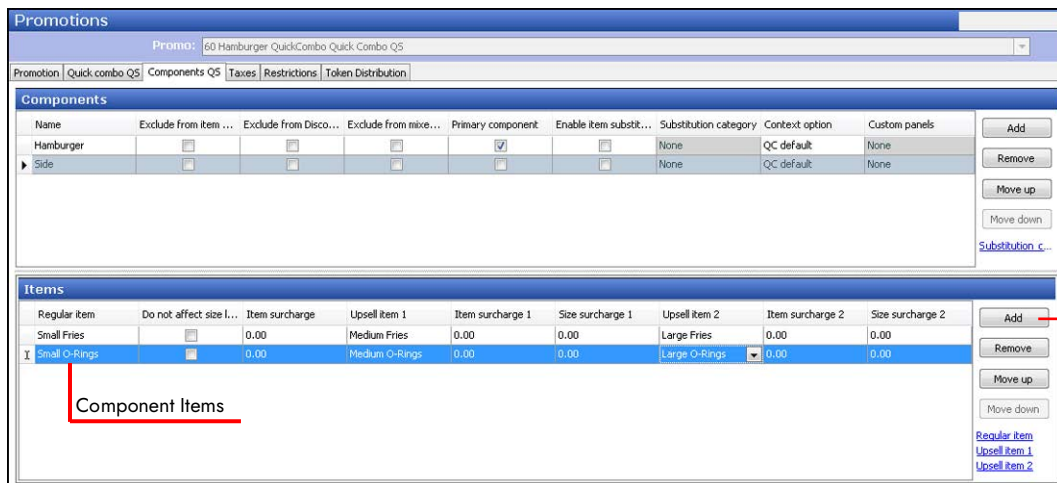 Promotions
Promo: 60 Hamburger QuickCombo Quick Combo QS
Promotion Quick combo QS Components QS Taxes Restrictions Token Distribution
Components
Name Exclude from item ... Exclude from Disco... Exclude from mixe... Primary component Enable item substit... Substitution category Context option Custom panels
Hamburger None QC default None
Side None QC default None
Add
Remove
Move up
Move down
Substitution c...
Items
Regular item Do not affect size l... Item surcharge Upsell item 1 Item surcharge 1 Size surcharge 1 Upsell item 2 Item surcharge 2 Size surcharge 2
Small Fries 0.00 Medium Fries 0.00 0.00 Large Fries 0.00 0.00
Small O-Rings 0.00 Medium O-Rings 0.00 0.00 Large O-Rings 0.00 0.00
Component Items
Add
Remove
Move up
Move down
Regular item
Upsell item 1
Upsell item 2